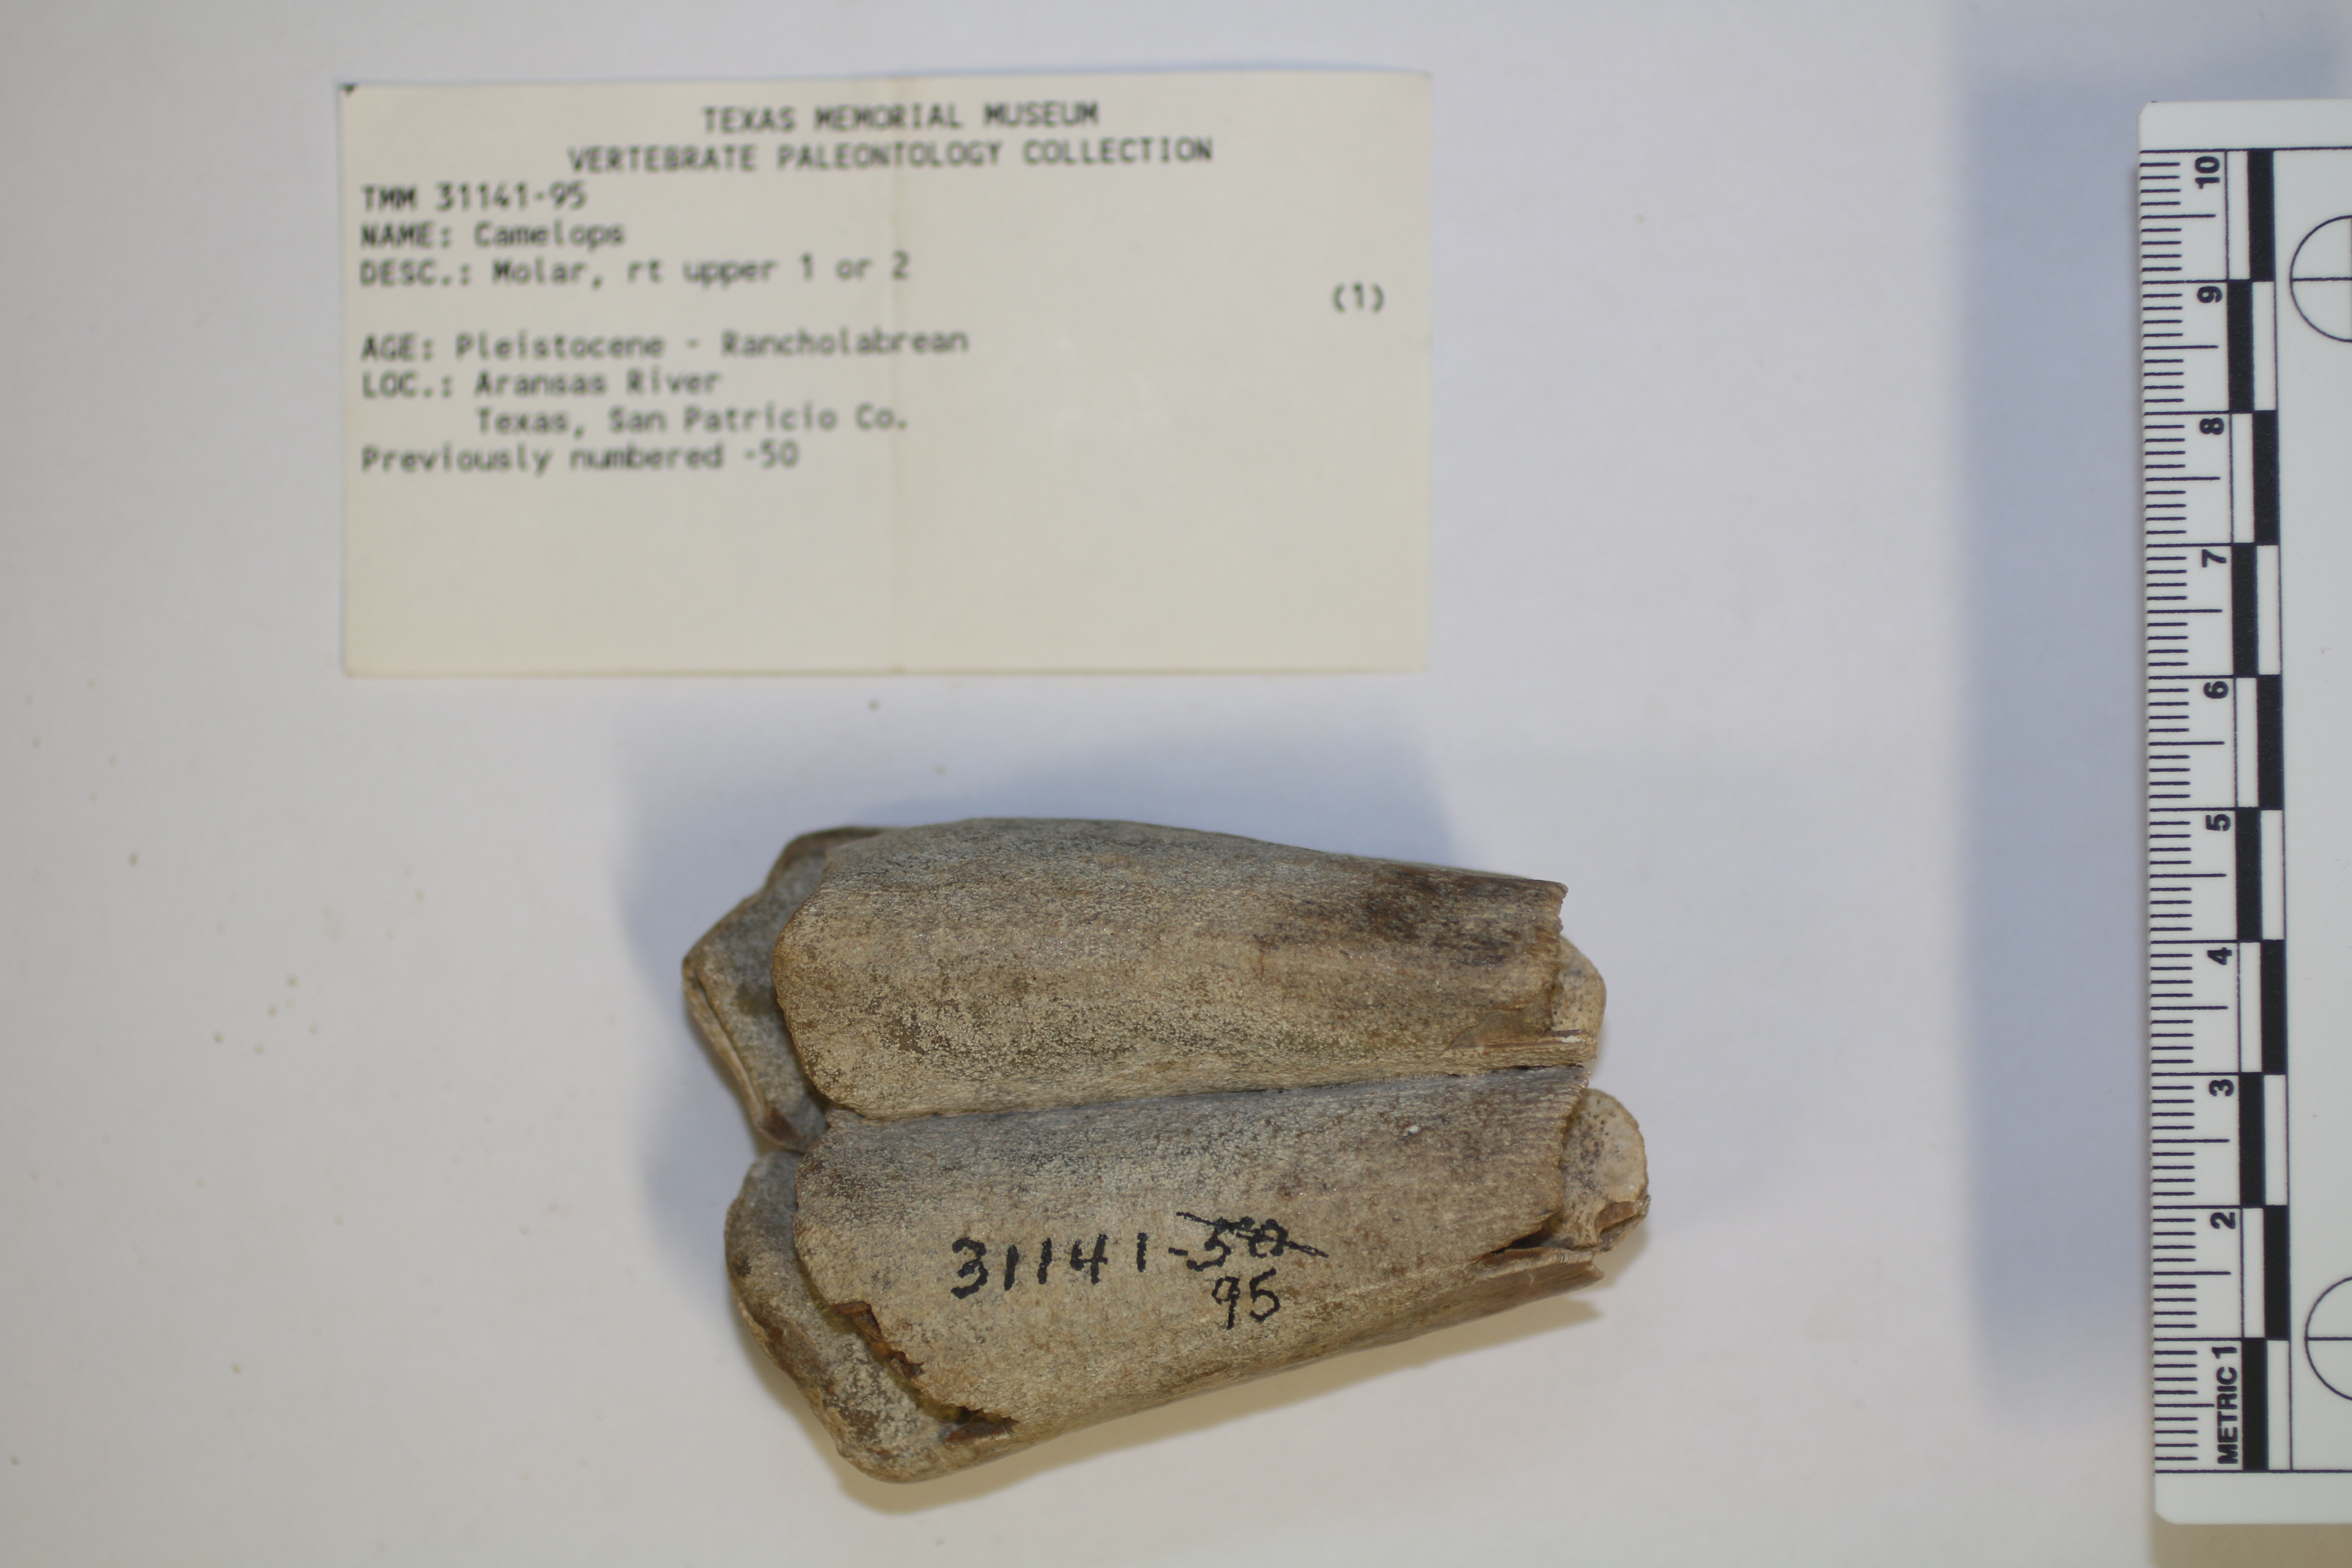 TEXAS MEMORIAL MUSEUM
VERTEBRATE PALEONTOLOGY COLLECTION
TMM 31141-95
NAME: Camelops
DESC.: Molar, rt upper 1 or 2
(1)
AGE: Pleistocene - Rancholabrean
LOC.: Aransas River
Texas, San Patricio Co.
Previously numbered -50
31141-50
95
METRIC 1 2 3 4 5 6 7 8 9 10